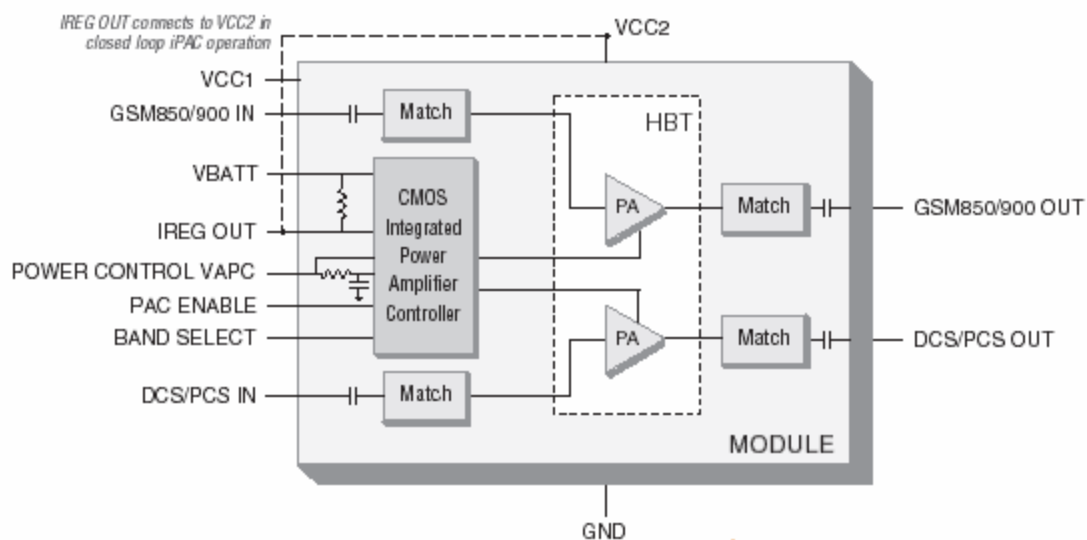 IREG OUT connects to VCC2 in
closed loop iPAC operation
VCC2
VCC1
GSM850/900 IN
Match
HBT
VBATT
CMOS
Integrated
Power
Amplifier
Controller
PA
Match
GSM850/900 OUT
IREG OUT
POWER CONTROL VAPC
PAC ENABLE
BAND SELECT
PA
Match
DCS/PCS OUT
DCS/PCS IN
Match
MODULE
GND